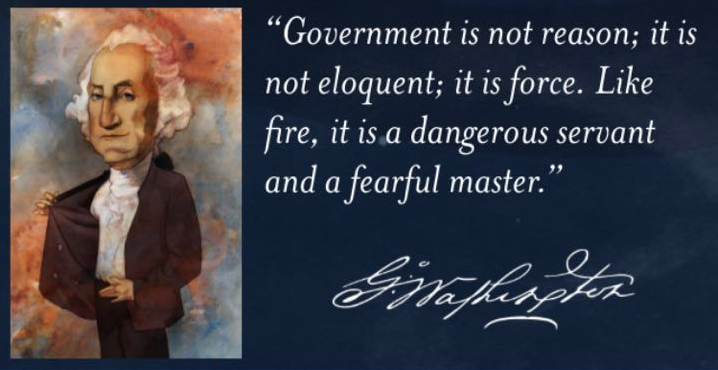 “Government is not reason; it is
not eloquent; it is force. Like
fire, it is a dangerous servant
and a fearful master.”
G:Washington